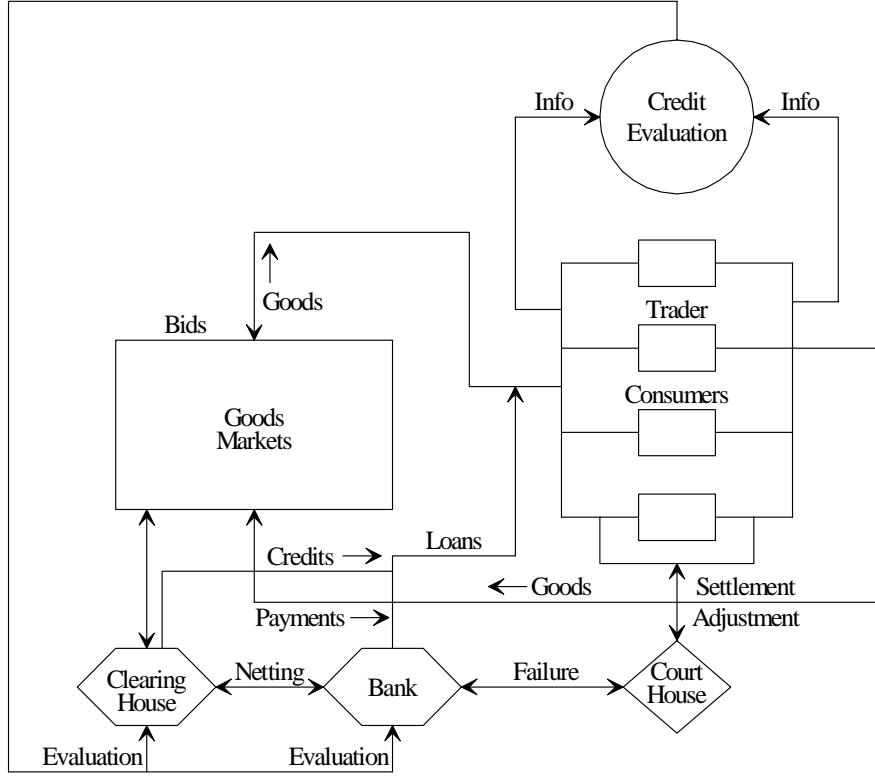 Info
Credit
Evaluation
Info
Goods
Bids
Trader
Goods
Markets
Consumers
Credits
Loans
Goods
Settlement
Payments
Adjustment
Clearing
House
Netting
Bank
Failure
Court
House
Evaluation
Evaluation